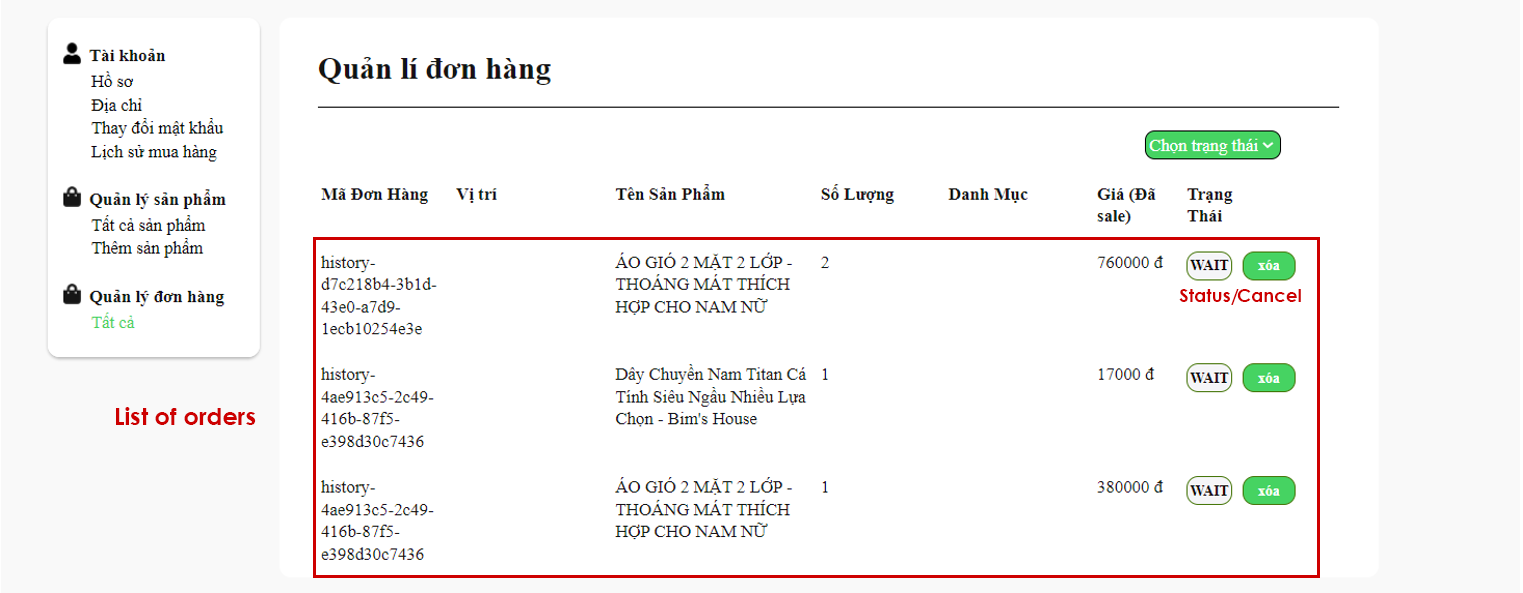 Tài khoản
Hồ sơ
Địa chỉ
Thay đổi mật khẩu
Lịch sử mua hàng
Quản lý sản phẩm
Tất cả sản phẩm
Thêm sản phẩm
Quản lý đơn hàng
Tất cả
List of orders
Quản lí đơn hàng
Chọn trạng thái
Mã Đơn Hàng Vị trí Tên Sản Phẩm Số Lượng Danh Mục Giá (Đã Trạng
sale) Thái
history- ÁO GIÓ 2 MẶT 2 LỚP - 2 760000 đ WAIT xóa
d7c218b4-3b1d- THOÁNG MÁT THÍCH
Status/Cancel
43e0-a7d9- HỢP CHO NAM NỮ
1ecb10254e3e
history- Dây Chuyền Nam Titan Cá 1 17000 đ WAIT xóa
4ae913c5-2c49- Tính Siêu Ngầu Nhiều Lựa
416b-87f5- Chọn - Bim's House
e398d30c7436
history- ÁO GIÓ 2 MẶT 2 LỚP - 1 380000 đ WAIT xóa
4ae913c5-2c49- THOÁNG MÁT THÍCH
416b-87f5- HỢP CHO NAM NỮ
e398d30c7436